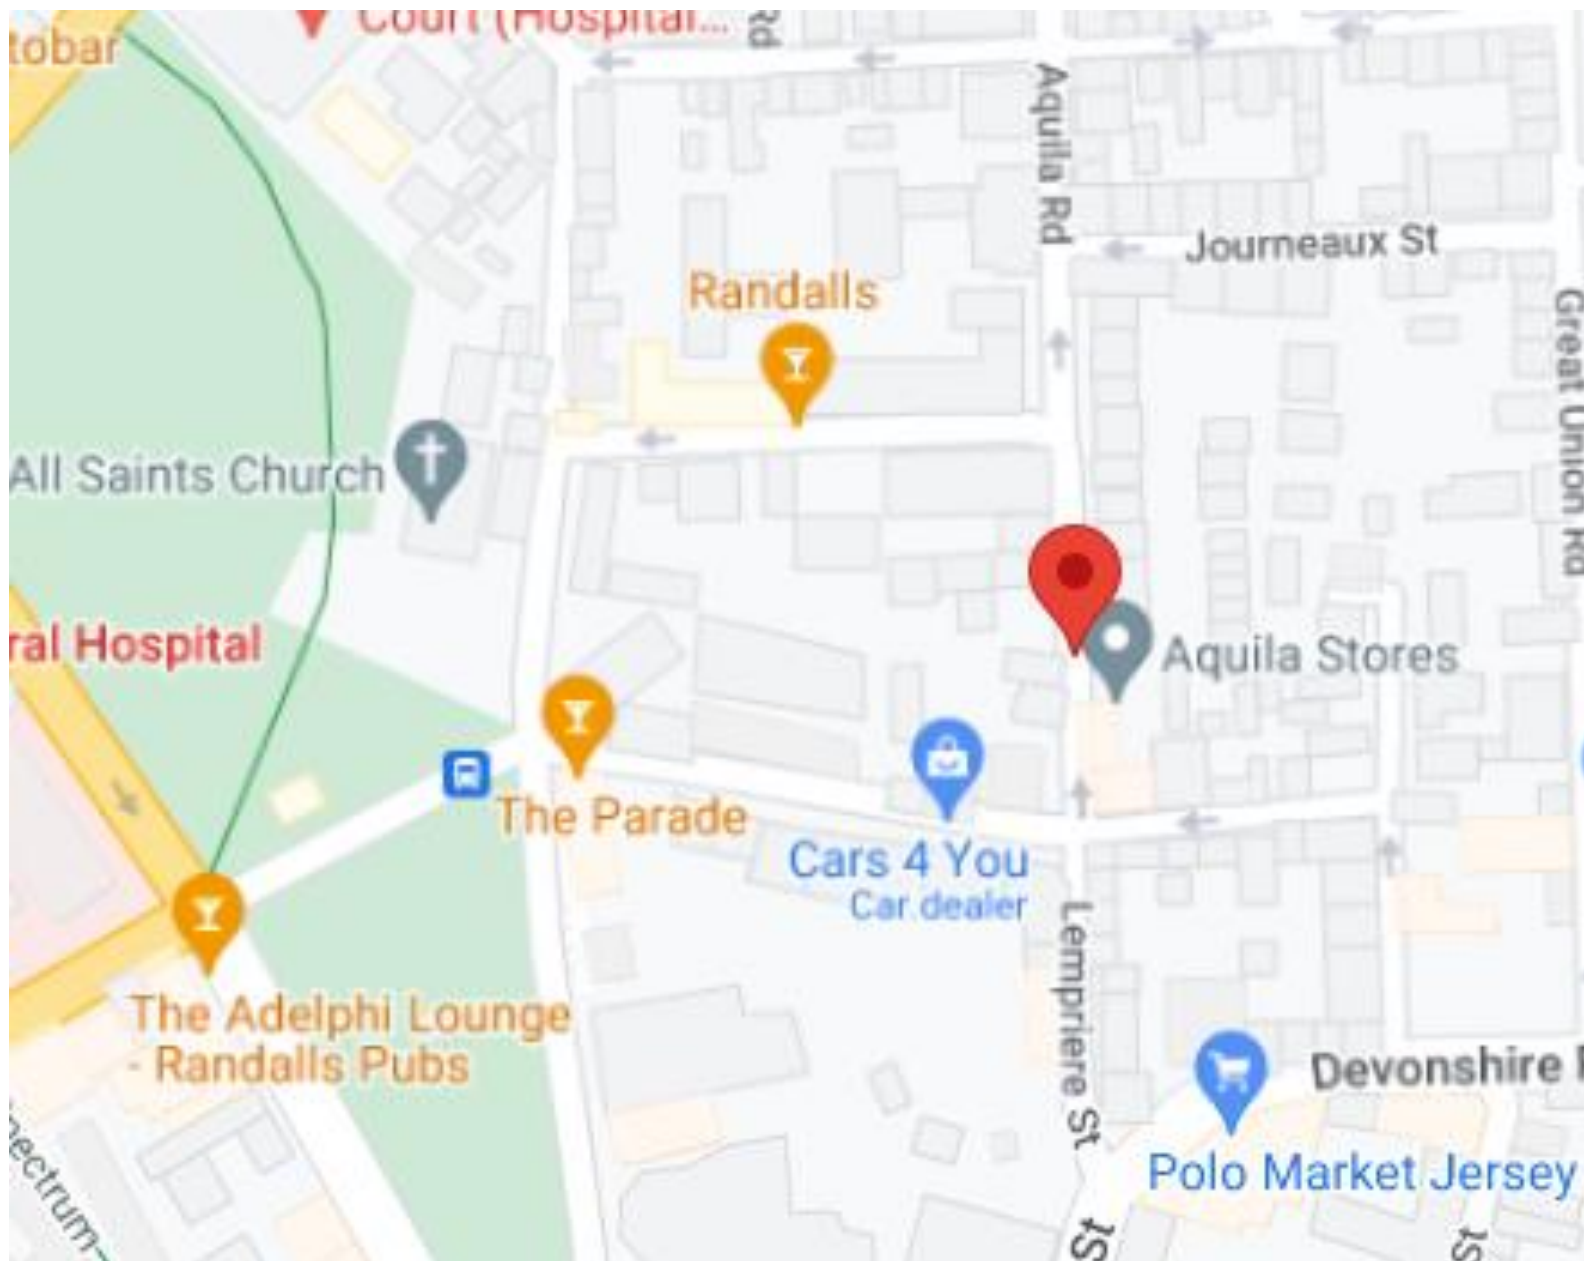 tobar
Court (Hospital...
Rd
Aquila Rd
Journeaux St
Randalls
Great Union Rd
All Saints Church
ral Hospital
Aquila Stores
The Parade
Cars 4 You
Car dealer
Lempriere St
The Adelphi Lounge
- Randalls Pubs
Devonshire
Polo Market Jersey
pectrum
St
St